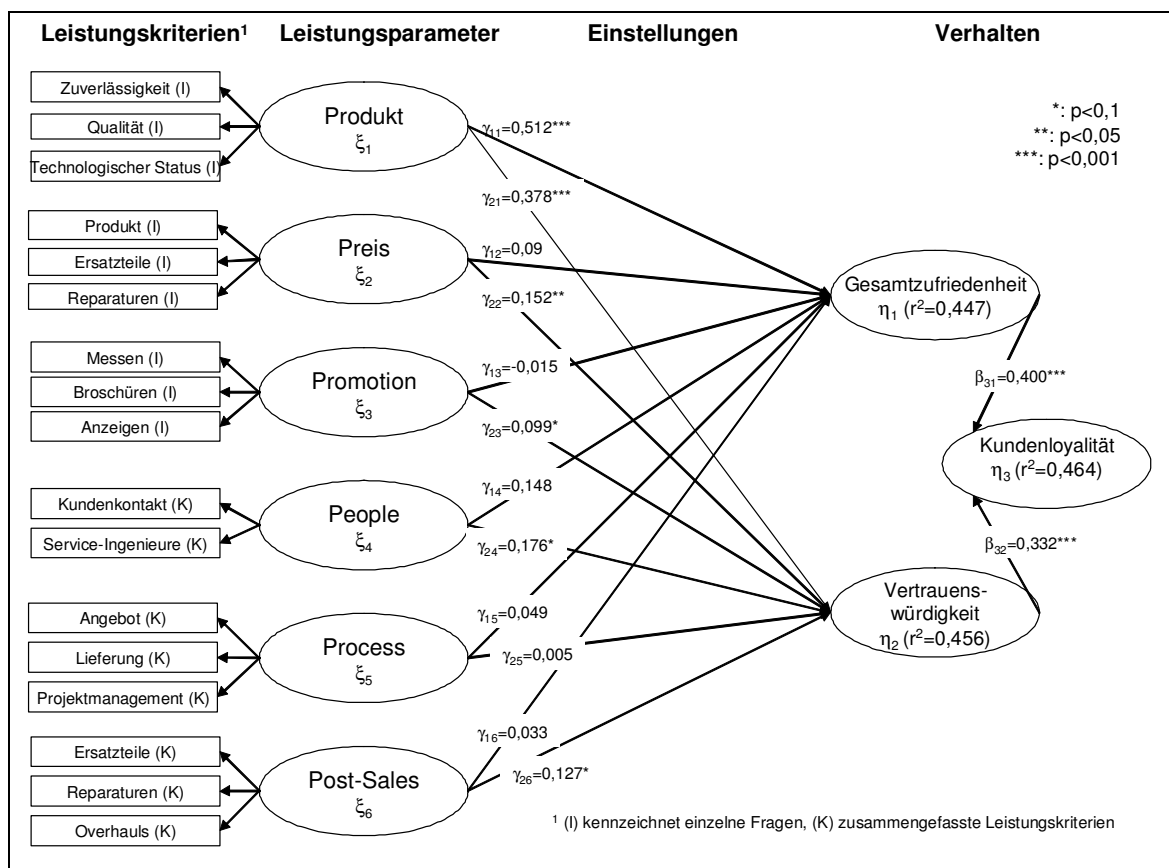 Leistungskriterien¹ Leistungsparameter Einstellungen Verhalten
*: p<0,1
**: p<0,05
***: p<0,001
Zuverlässigkeit (I)
Qualität (I)
Technologischer Status (I)
Produkt
ξ₁
γ₁₁=0,512***
γ₂₁=0,378***
Produkt (I)
Ersatzteile (I)
Reparaturen (I)
Preis
ξ₂
γ₁₂=0,09
γ₂₂=0,152**
Messen (I)
Broschüren (I)
Anzeigen (I)
Promotion
ξ₃
γ₁₃=-0,015
γ₂₃=0,099*
Kundenkontakt (K)
Service-Ingenieure (K)
People
ξ₄
γ₁₄=0,148
γ₂₄=0,176*
Angebot (K)
Lieferung (K)
Projektmanagement (K)
Process
ξ₅
γ₁₅=0,049
γ₂₅=0,005
Ersatzteile (K)
Reparaturen (K)
Overhauls (K)
Post-Sales
ξ₆
γ₁₆=0,033
γ₂₆=0,127*
Gesamtzufriedenheit
η₁ (r²=0,447)
β₃₁=0,400***
Kundenloyalität
η₃ (r²=0,464)
β₃₂=0,332***
Vertrauens-
würdigkeit
η₂ (r²=0,456)
¹ (I) kennzeichnet einzelne Fragen, (K) zusammengefasste Leistungskriterien